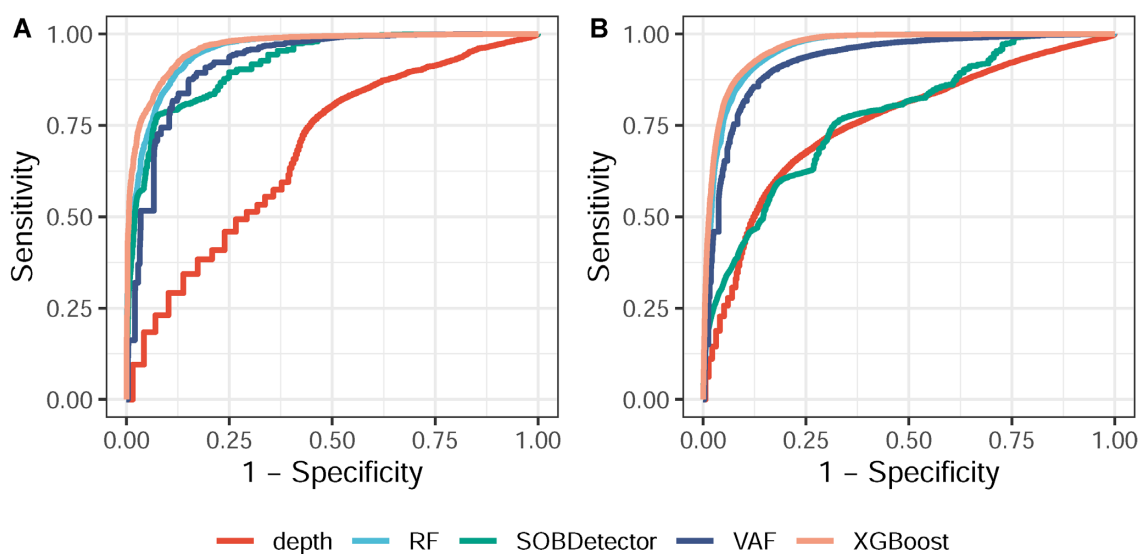 A
B
1.00
0.75
0.50
0.25
0.00
Sensitivity
0.00 0.25 0.50 0.75 1.00
1 – Specificity
1.00
0.75
0.50
0.25
0.00
Sensitivity
0.00 0.25 0.50 0.75 1.00
1 – Specificity
depth RF SOBDetector VAF XGBoost